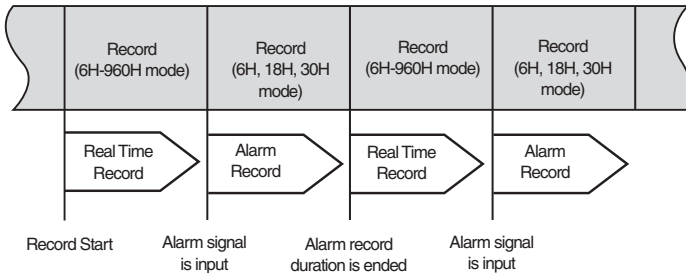 Record
(6H-960H mode)
Record
(6H, 18H, 30H
mode)
Record
(6H-960H mode)
Record
(6H, 18H, 30H
mode)
Real Time
Record
Alarm
Record
Real Time
Record
Alarm
Record
Record Start
Alarm signal
is input
Alarm record
duration is ended
Alarm signal
is input